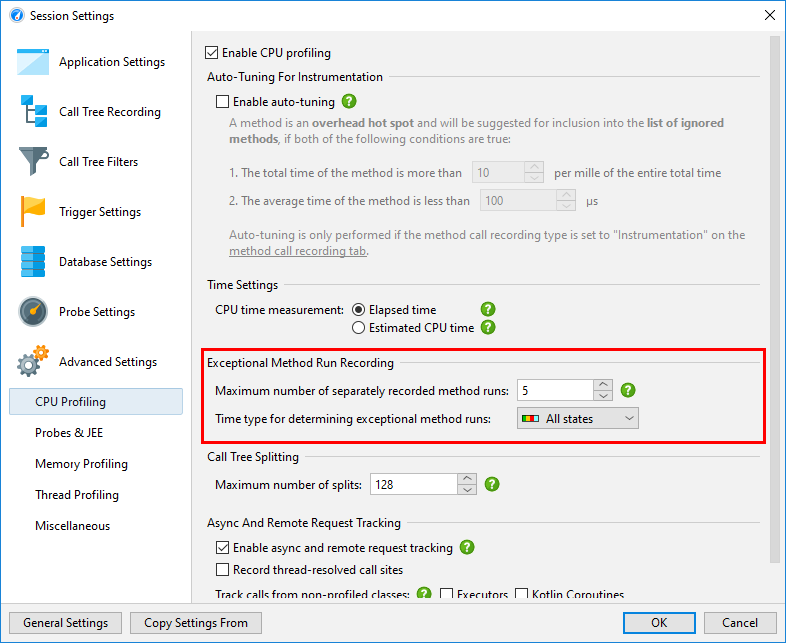 Session Settings
Application Settings
Call Tree Recording
Call Tree Filters
Trigger Settings
Database Settings
Probe Settings
Advanced Settings
CPU Profiling
Probes & JEE
Memory Profiling
Thread Profiling
Miscellaneous
Enable CPU profiling
Auto-Tuning For Instrumentation
Enable auto-tuning ?
A method is an overhead hot spot and will be suggested for inclusion into the list of ignored
methods, if both of the following conditions are true:
1. The total time of the method is more than 10 per mille of the entire total time
2. The average time of the method is less than 100 µs
Auto-tuning is only performed if the method call recording type is set to "Instrumentation" on the
method call recording tab.
Time Settings
CPU time measurement: Elapsed time ?
Estimated CPU time ?
Exceptional Method Run Recording
Maximum number of separately recorded method runs: 5 ?
Time type for determining exceptional method runs: All states
Call Tree Splitting
Maximum number of splits: 128 ?
Async And Remote Request Tracking
Enable async and remote request tracking ?
Record thread-resolved call sites
Track calls from non-profiled classes: ? Executors Kotlin Coroutines
General Settings
Copy Settings From
OK
Cancel